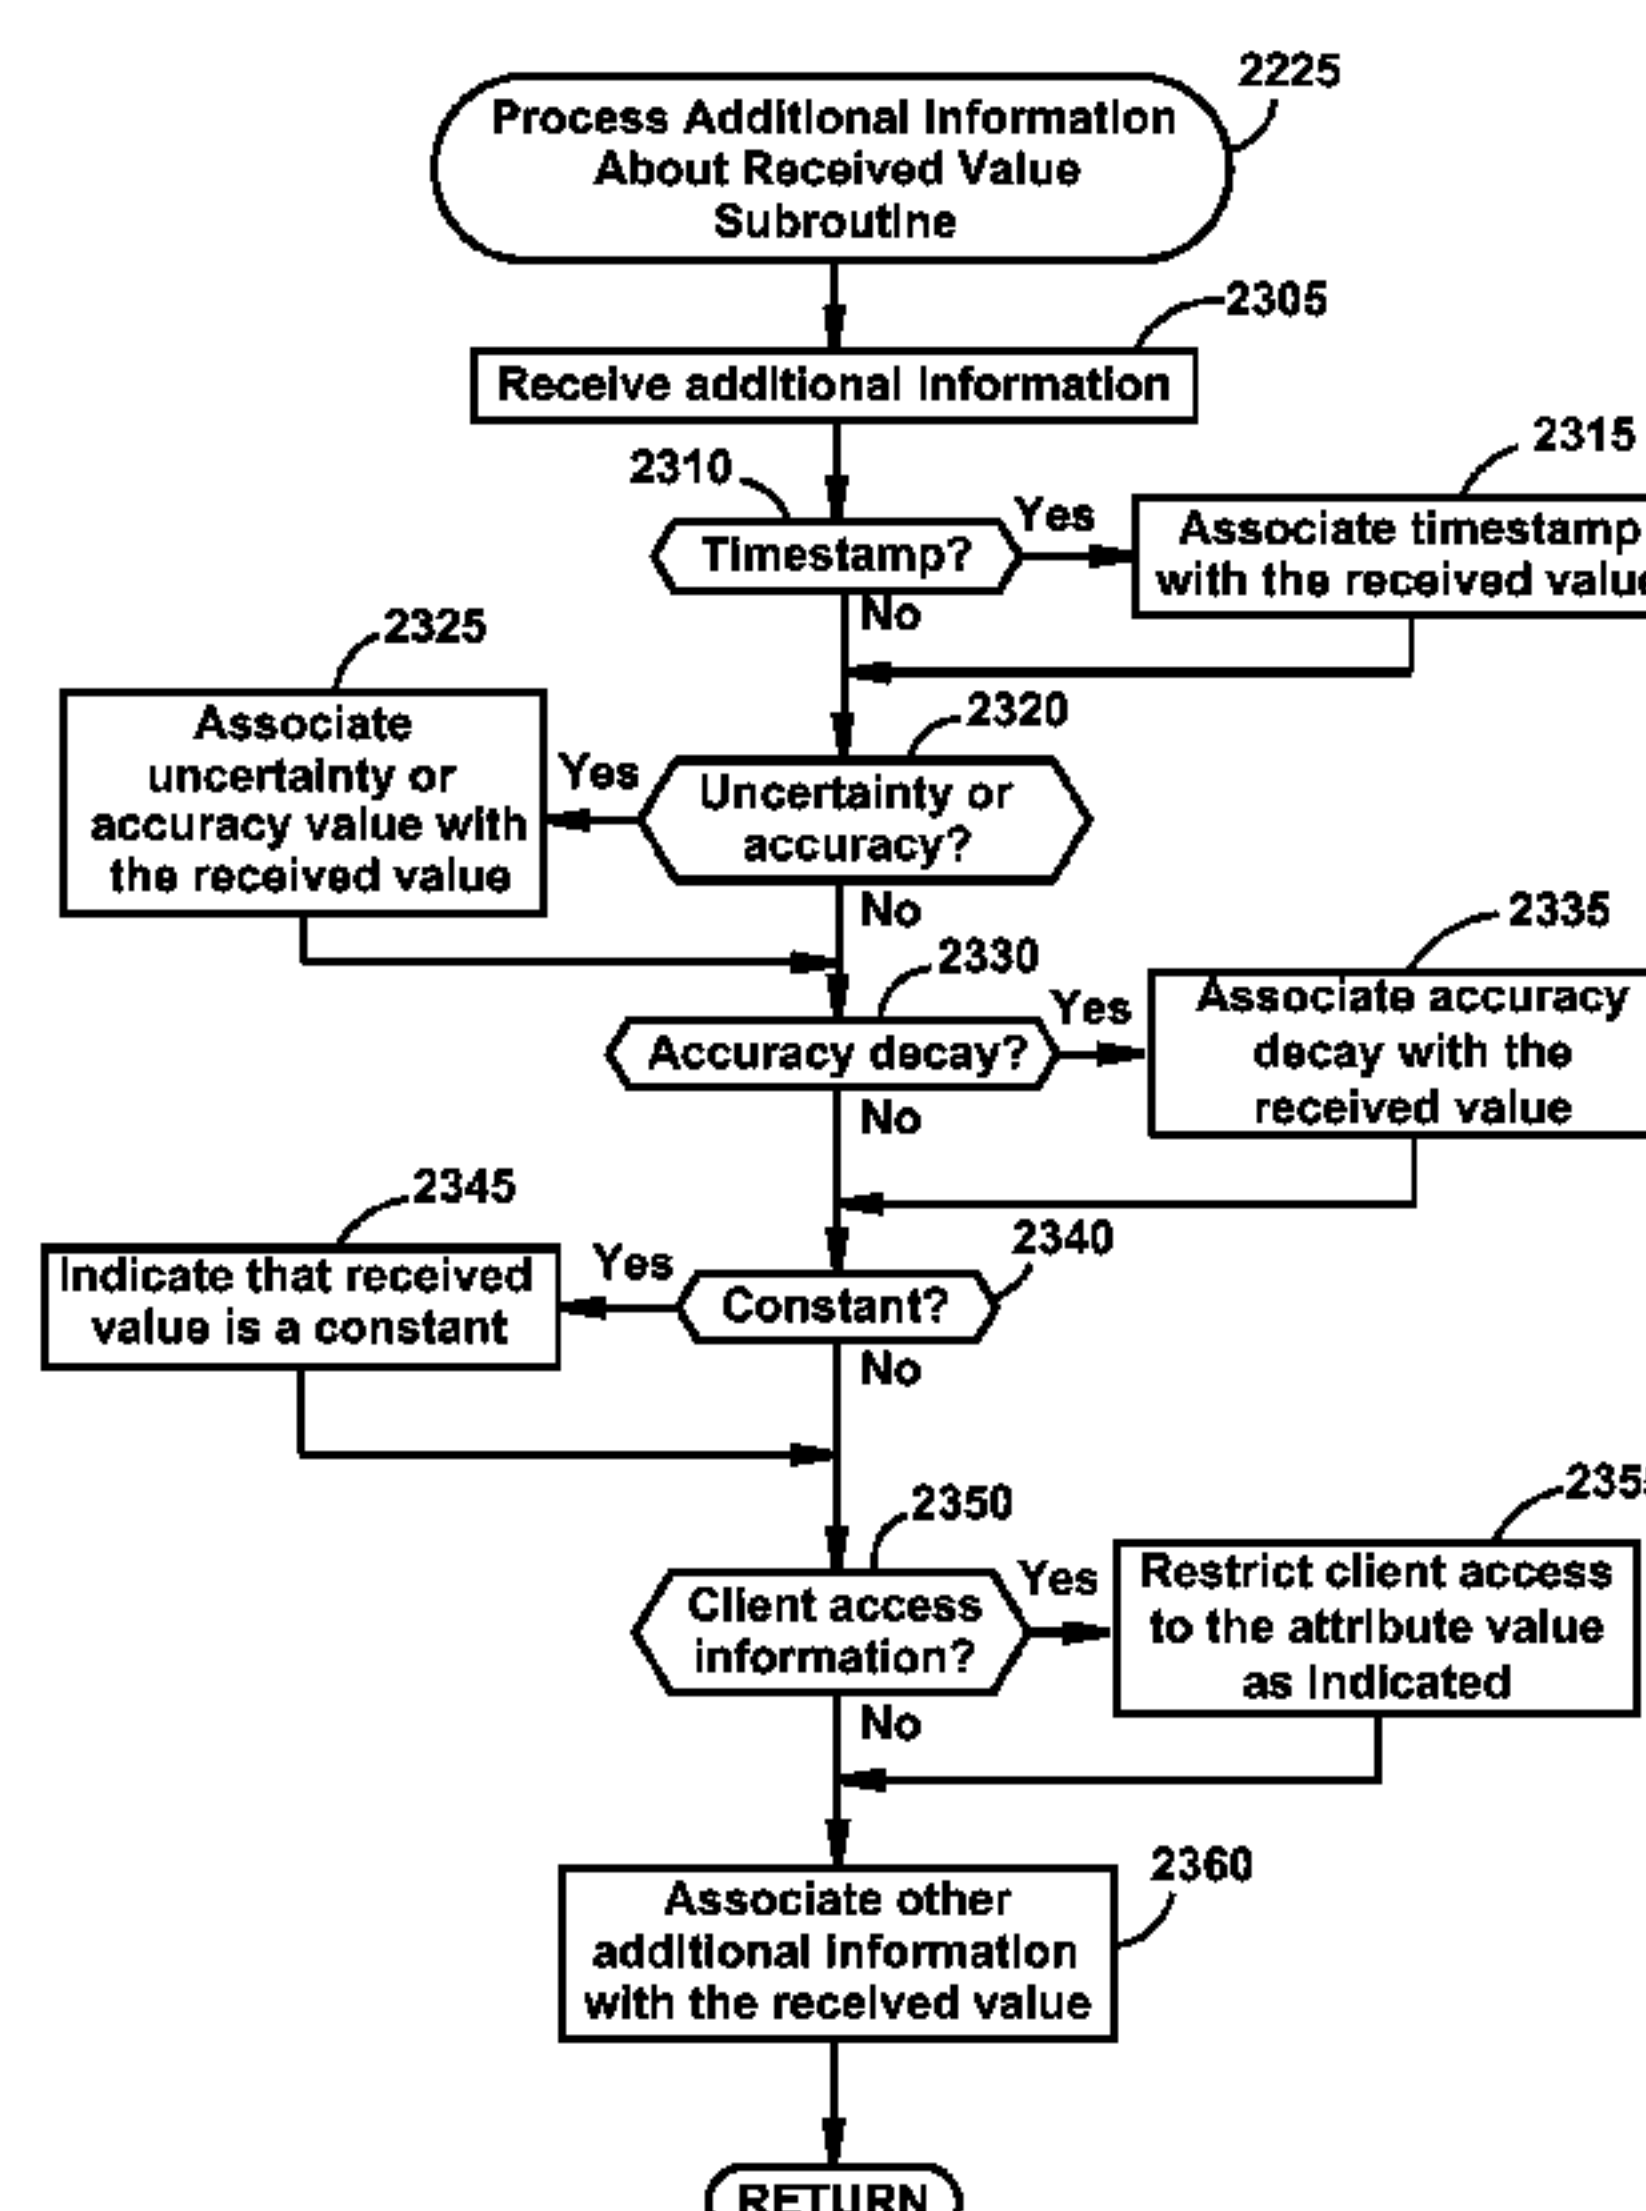 2225
Process Additional Information
About Received Value
Subroutine
2305
Receive additional Information
2310
Timestamp?
Yes
No
2315
Associate timestamp
with the received value
2325
Associate
uncertainty or
accuracy value with
the received value
2320
Yes
Uncertainty or
accuracy?
No
2330
Accuracy decay?
Yes
No
2335
Associate accuracy
decay with the
received value
2345
Indicate that received
value is a constant
2340
Yes
Constant?
No
2350
Client access
information?
Yes
No
2355
Restrict client access
to the attribute value
as Indicated
2360
Associate other
additional information
with the received value
RETURN